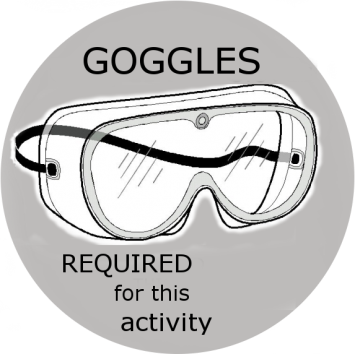 GOGGLES
REQUIRED
for this
activity